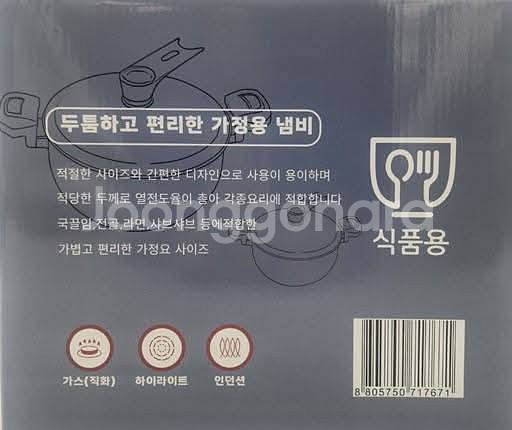 두툼하고 편리한 가정용 냄비
적절한 사이즈와 간편한 디자인으로 사용이 용이하며
적당한 두께로 열전도율이 좋아 각종요리에 적합합니다
국끓임,전골,라면,샤브샤브 등에적합한
가볍고 편리한 가정요 사이즈
식품용
가스(직화) 하이라이트 인덕션
8 805750 717671
joonggonara